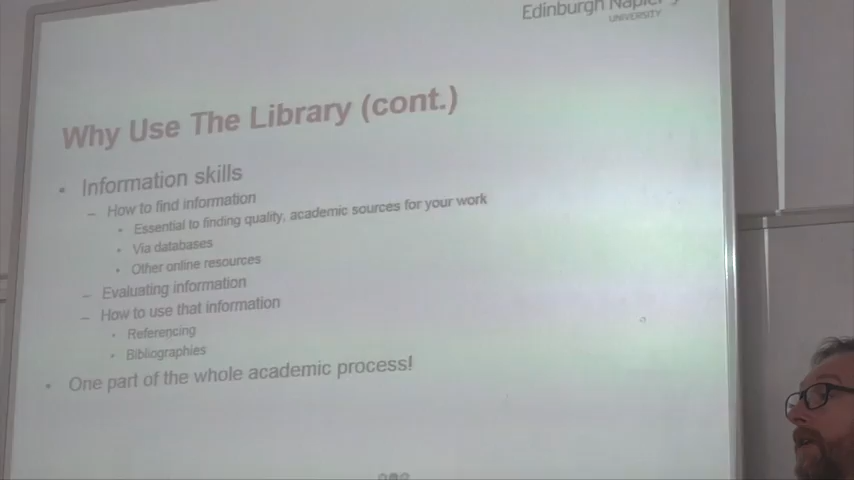 Edinburgh Napier
UNIVERSITY
Why Use The Library (cont.)
• Information skills
– How to find information
• Essential to finding quality, academic sources for your work
• Via databases
• Other online resources
– Evaluating information
– How to use that information
• Referencing
• Bibliographies
• One part of the whole academic process!